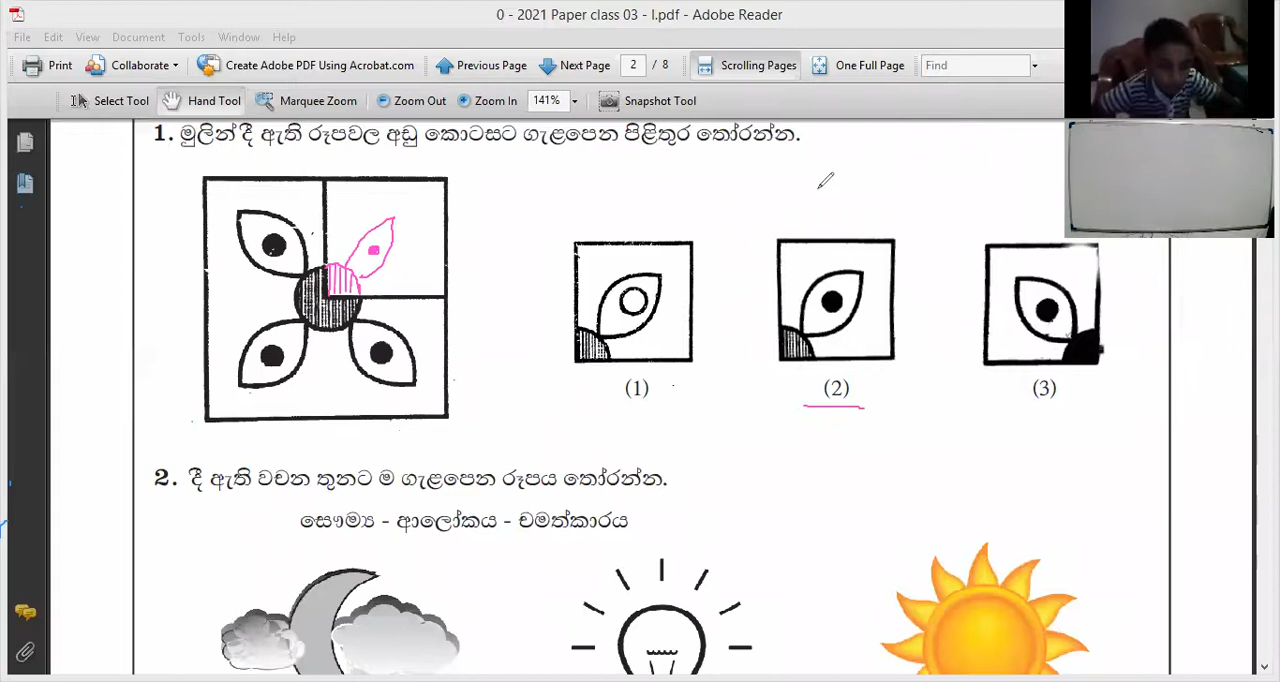 0 - 2021 Paper class 03 - I.pdf - Adobe Reader
File Edit View Document Tools Window Help
Print Collaborate Create Adobe PDF Using Acrobat.com Previous Page Next Page 2 / 8 Scrolling Pages One Full Page Find
Select Tool Hand Tool Marquee Zoom Zoom Out Zoom In 141% Snapshot Tool
1. මුලින් දී ඇති රූපවල අඩු කොටසට ගැළපෙන පිළිතුර තෝරන්න.
(1) (2) (3)
2. දී ඇති වචන තුනට ම ගැළපෙන රූපය තෝරන්න.
සෞම්‍ය - ආලෝකය - චමත්කාරය